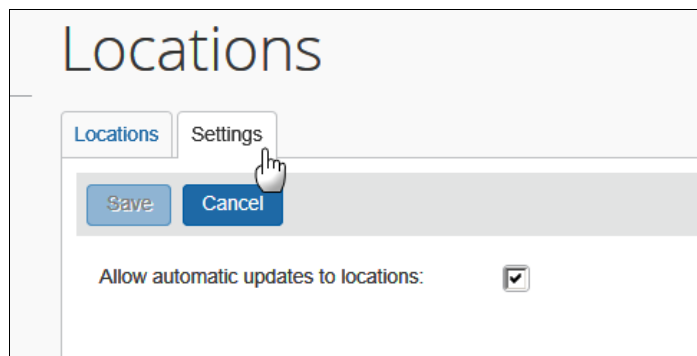 Locations
Locations Settings
Save Cancel
Allow automatic updates to locations: